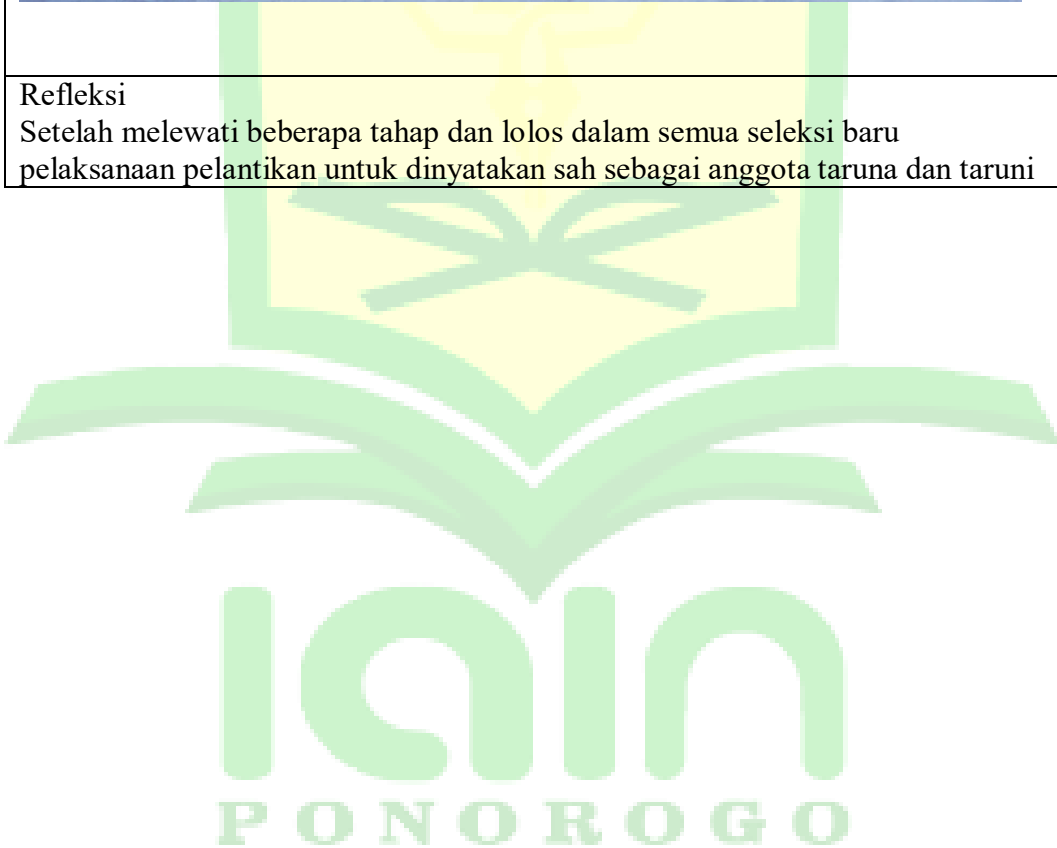 Refleksi
Setelah melewati beberapa tahap dan lolos dalam semua seleksi baru
pelaksanaan pelantikan untuk dinyatakan sah sebagai anggota taruna dan taruni
iain
PONOROGO